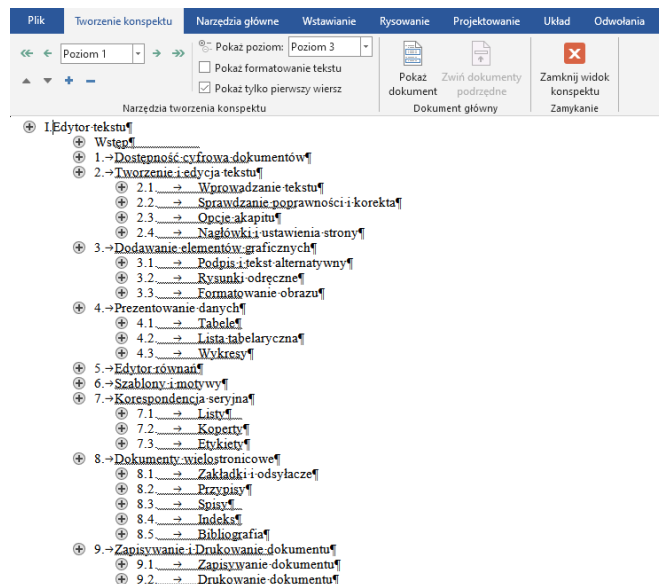 Plik Tworzenie konspektu Narzędzia główne Wstawianie Rysowanie Projektowanie Układ Odwołania
Poziom 1 Pokaż poziom: Poziom 3
Pokaż formatowanie tekstu
Pokaż tylko pierwszy wiersz
Pokaż dokument
Zwiń dokumenty podrzędne
Zamknij widok konspektu
Narzędzia tworzenia konspektu Dokument główny Zamykanie
I.Edytor·tekstu¶
Wstęp¶
1.→Dostępność·cyfrowa·dokumentów¶
2.→Tworzenie·i·edycja·tekstu¶
2.1.→Wprowadzanie·tekstu¶
2.2.→Sprawdzanie·poprawności·i·korekta¶
2.3.→Opcje·akapitu¶
2.4.→Nagłówki·i·ustawienia·strony¶
3.→Dodawanie·elementów·graficznych¶
3.1.→Podpis·i·tekst·alternatywny¶
3.2.→Rysunki·odręczne¶
3.3.→Formatowanie·obrazu¶
4.→Prezentowanie·danych¶
4.1.→Tabele¶
4.2.→Lista·tabelaryczna¶
4.3.→Wykresy¶
5.→Edytor·równań¶
6.→Szablony·i·motywy¶
7.→Korespondencja·seryjna¶
7.1.→Listy¶
7.2.→Koperty¶
7.3.→Etykiety¶
8.→Dokumenty·wielostronicowe¶
8.1.→Zakładki·i·odsyłacze¶
8.2.→Przypisy¶
8.3.→Spisy¶
8.4.→Indeks¶
8.5.→Bibliografia¶
9.→Zapisywanie·i·Drukowanie·dokumentu¶
9.1.→Zapisywanie·dokumentu¶
9.2.→Drukowanie·dokumentu¶